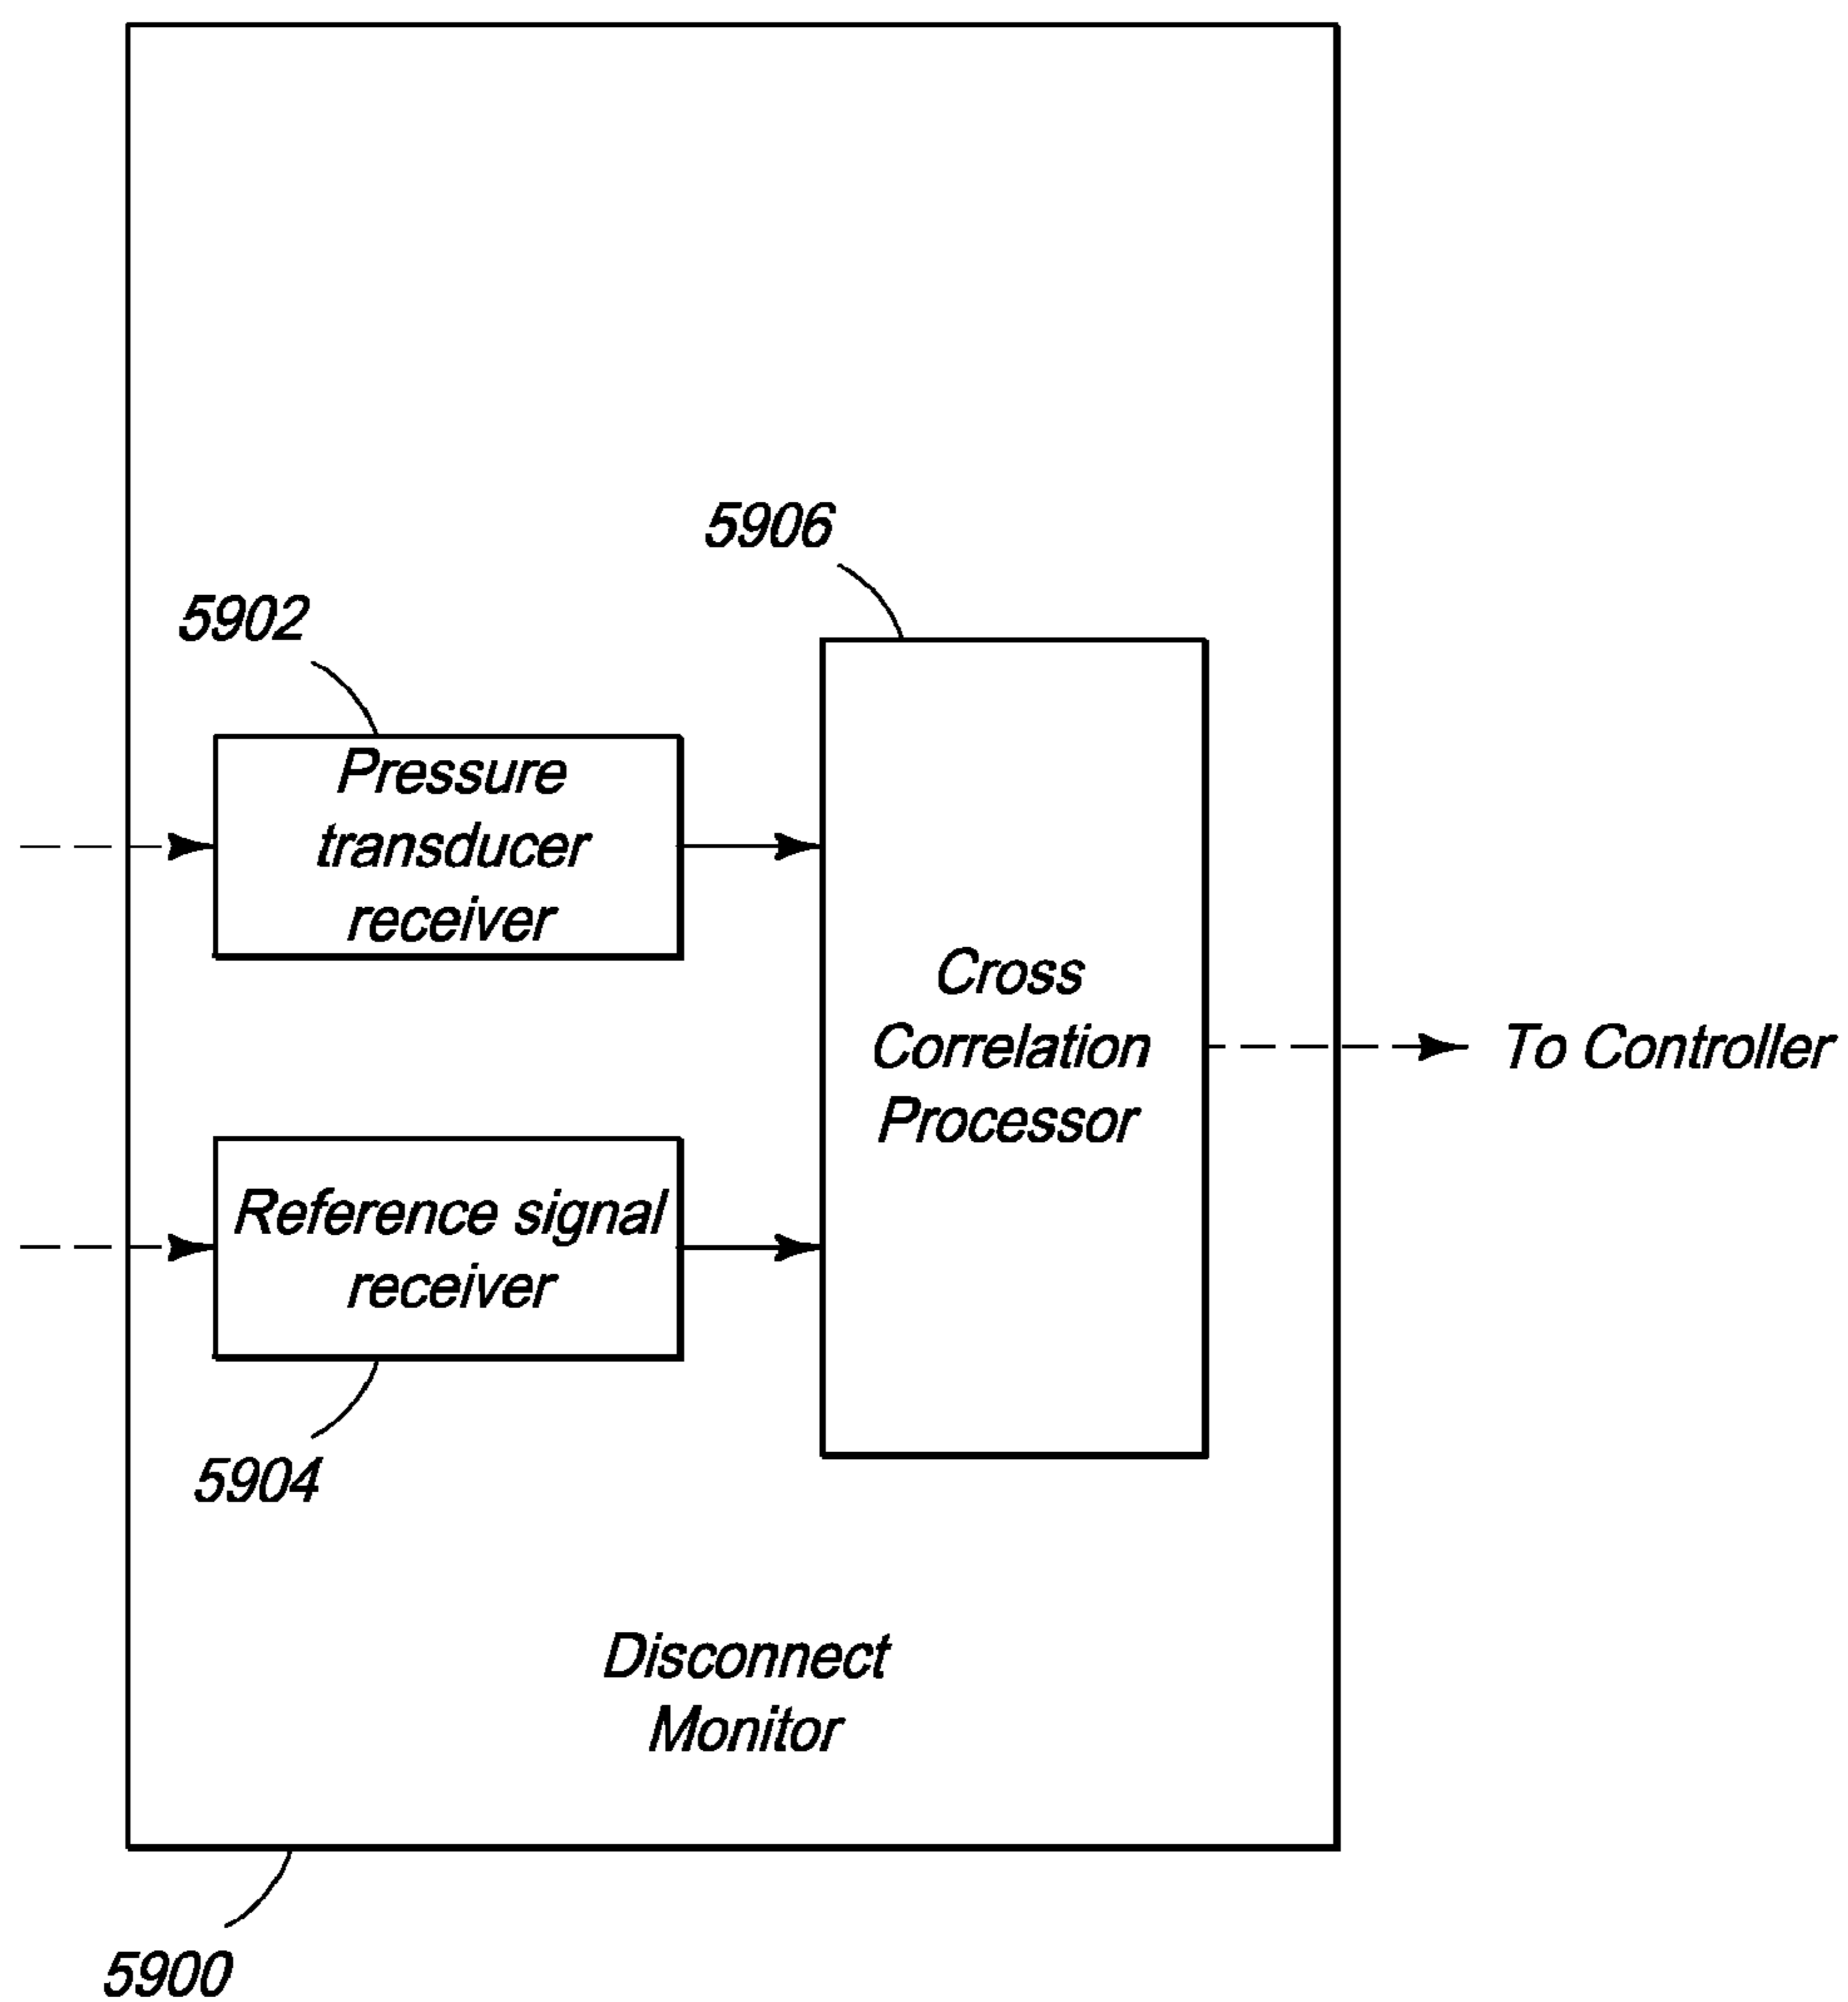 5906
5902
Pressure
transducer
receiver
Cross
Correlation
Processor
To Controller
Reference signal
receiver
5904
Disconnect
Monitor
5900